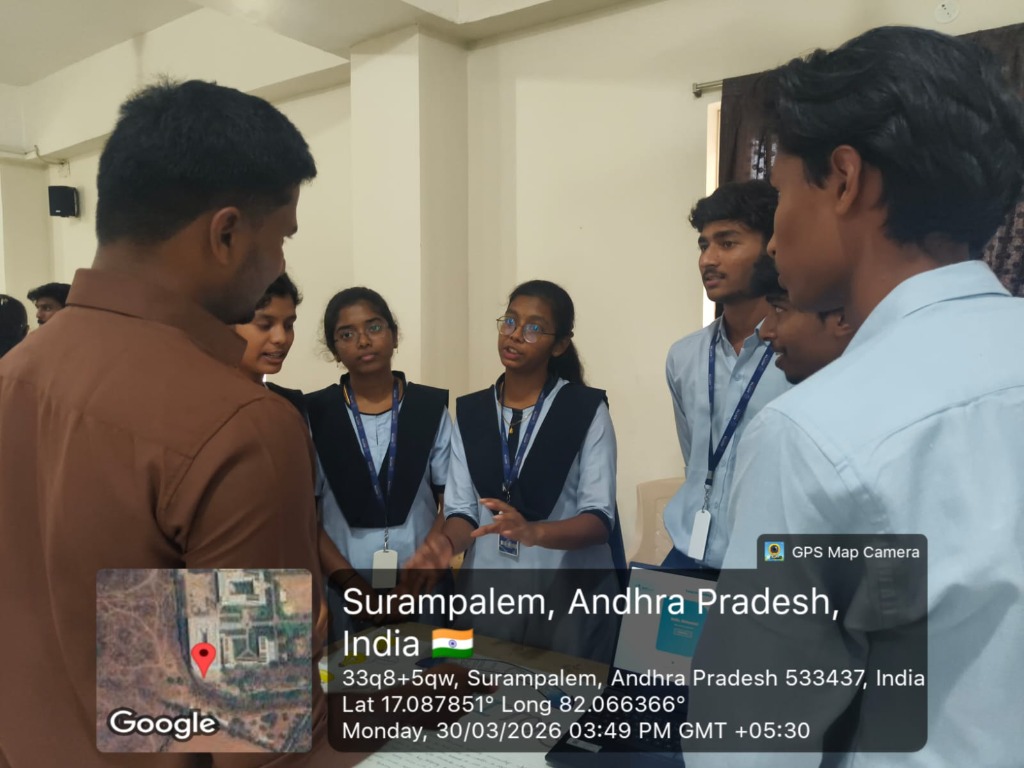 GPS Map Camera
Surampalem, Andhra Pradesh,
India 🇮🇳
33q8+5qw, Surampalem, Andhra Pradesh 533437, India
Lat 17.087851° Long 82.066366°
Monday, 30/03/2026 03:49 PM GMT +05:30
Google